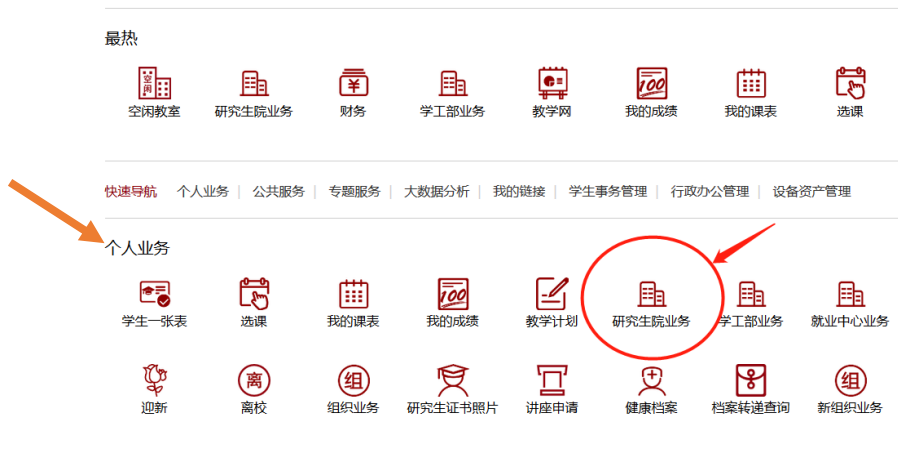 最热
空闲
¥
100
空闲教室 研究生院业务 财务 学工部业务 教学网 我的成绩 我的课表 选课
快速导航 个人业务 | 公共服务 | 专题服务 | 大数据分析 | 我的链接 | 学生事务管理 | 行政办公管理 | 设备资产管理
个人业务
100
学生一张表 选课 我的课表 我的成绩 教学计划 研究生院业务 学工部业务 就业中心业务
离 组 组
迎新 离校 组织业务 研究生证书照片 讲座申请 健康档案 档案转递查询 新组织业务